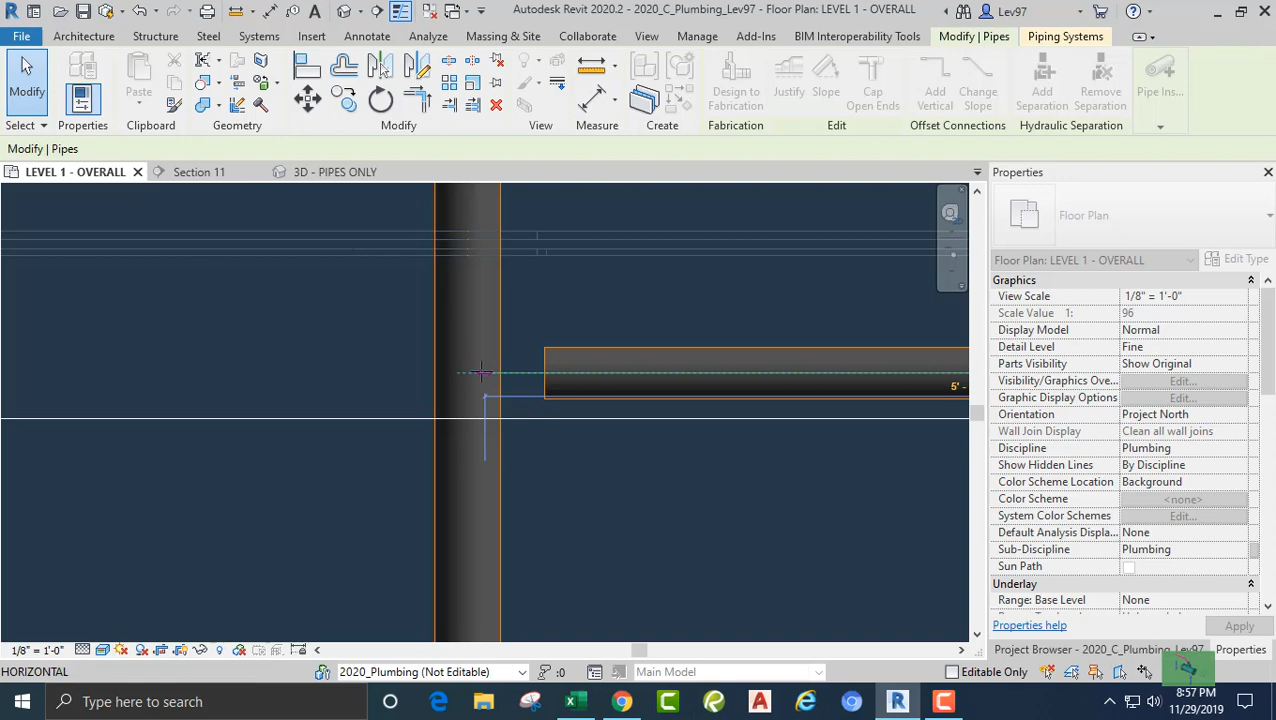 Autodesk Revit 2020.2 - 2020_C_Plumbing_Lev97 - Floor Plan: LEVEL 1 - OVERALL
Lev97
File Architecture Structure Steel Systems Insert Annotate Analyze Massing & Site Collaborate View Manage Add-Ins BIM Interoperability Tools Modify | Pipes Piping Systems
Modify
Paste
Design to Fabrication
Justify
Slope
Cap Open Ends
Add Vertical
Change Slope
Add Separation
Remove Separation
Pipe Ins...
Select Properties Clipboard Geometry Modify View Measure Create Fabrication Edit Offset Connections Hydraulic Separation
Modify | Pipes
LEVEL 1 - OVERALL
Section 11
3D - PIPES ONLY
5' -
Properties
Floor Plan
Floor Plan: LEVEL 1 - OVERALL Edit Type
Graphics
View Scale 1/8" = 1'-0"
Scale Value 1: 96
Display Model Normal
Detail Level Fine
Parts Visibility Show Original
Visibility/Graphics Ove... Edit...
Graphic Display Options Edit...
Orientation Project North
Wall Join Display Clean all wall joins
Discipline Plumbing
Show Hidden Lines By Discipline
Color Scheme Location Background
Color Scheme <none>
System Color Schemes Edit...
Default Analysis Displa... None
Sub-Discipline Plumbing
Sun Path
Underlay
Range: Base Level None
Properties help Apply
Project Browser - 2020_C_Plumbing_Lev97 Properties
1/8" = 1'-0"
HORIZONTAL
2020_Plumbing (Not Editable)
:0
Main Model
Editable Only
Type here to search
8:57 PM
11/29/2019